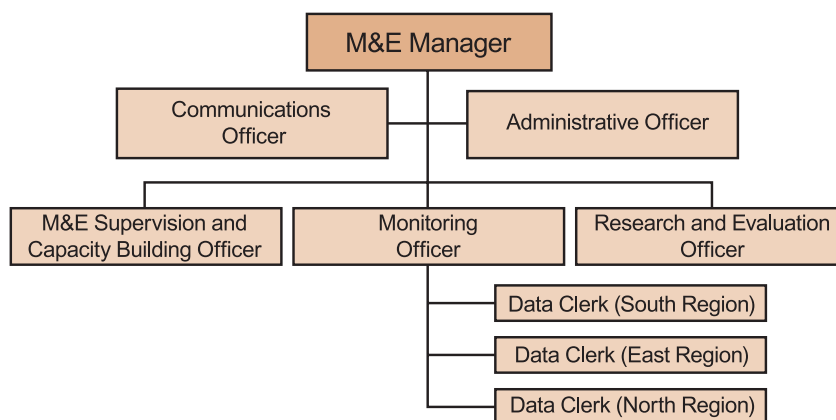 M&E Manager
Communications
Officer
Administrative Officer
M&E Supervision and
Capacity Building Officer
Monitoring
Officer
Research and Evaluation
Officer
Data Clerk (South Region)
Data Clerk (East Region)
Data Clerk (North Region)